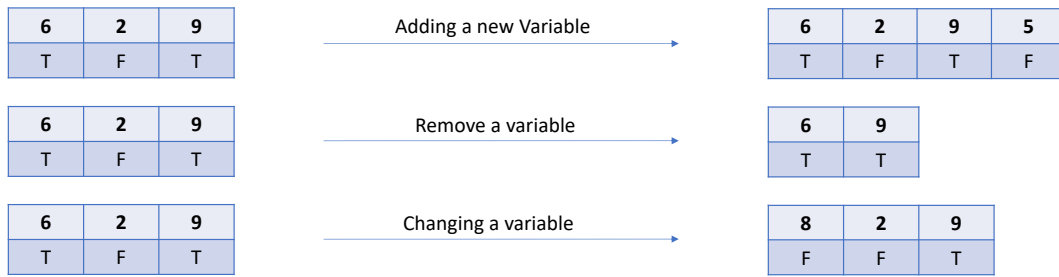 6 2 9 Adding a new Variable 6 2 9 5
T F T T F T F
6 2 9 Remove a variable 6 9
T F T T T
6 2 9 Changing a variable 8 2 9
T F T F F T